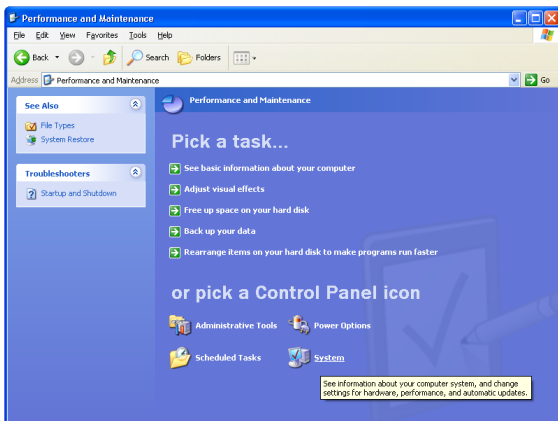 Performance and Maintenance
File Edit View Favorites Tools Help
Back Search Folders
Address Performance and Maintenance Go
See Also
File Types
System Restore
Troubleshooters
Startup and Shutdown
Performance and Maintenance
Pick a task...
See basic information about your computer
Adjust visual effects
Free up space on your hard disk
Back up your data
Rearrange items on your hard disk to make programs run faster
or pick a Control Panel icon
Administrative Tools Power Options
Scheduled Tasks System
See information about your computer system, and change
settings for hardware, performance, and automatic updates.